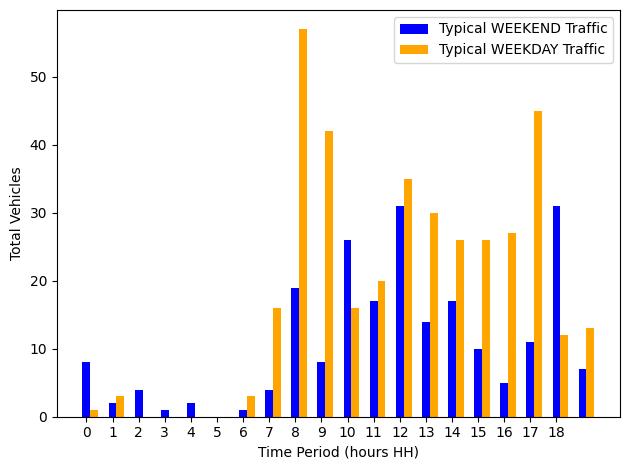 Typical WEEKEND Traffic
Typical WEEKDAY Traffic
50
40
30
20
10
0
Total Vehicles
0 1 2 3 4 5 6 7 8 9 10 11 12 13 14 15 16 17 18
Time Period (hours HH)